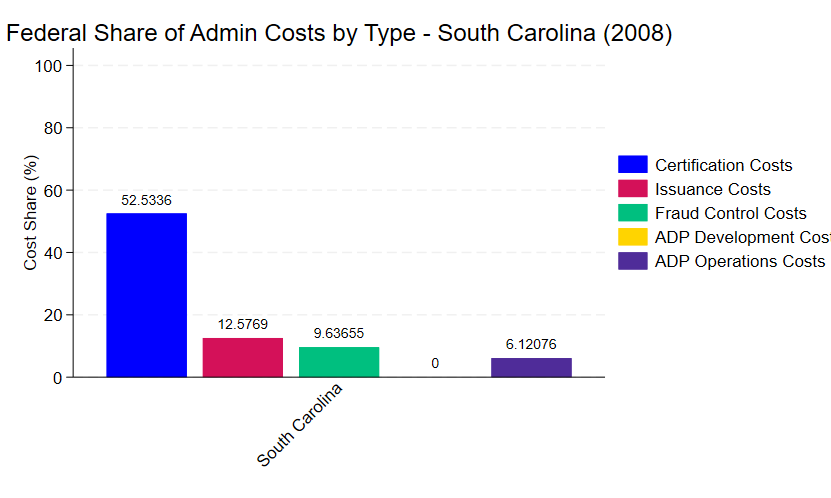 Federal Share of Admin Costs by Type - South Carolina (2008)
100
80
60
40
20
0
Cost Share (%)
52.5336
12.5769
9.63655
0
6.12076
South Carolina
Certification Costs
Issuance Costs
Fraud Control Costs
ADP Development Cost
ADP Operations Costs